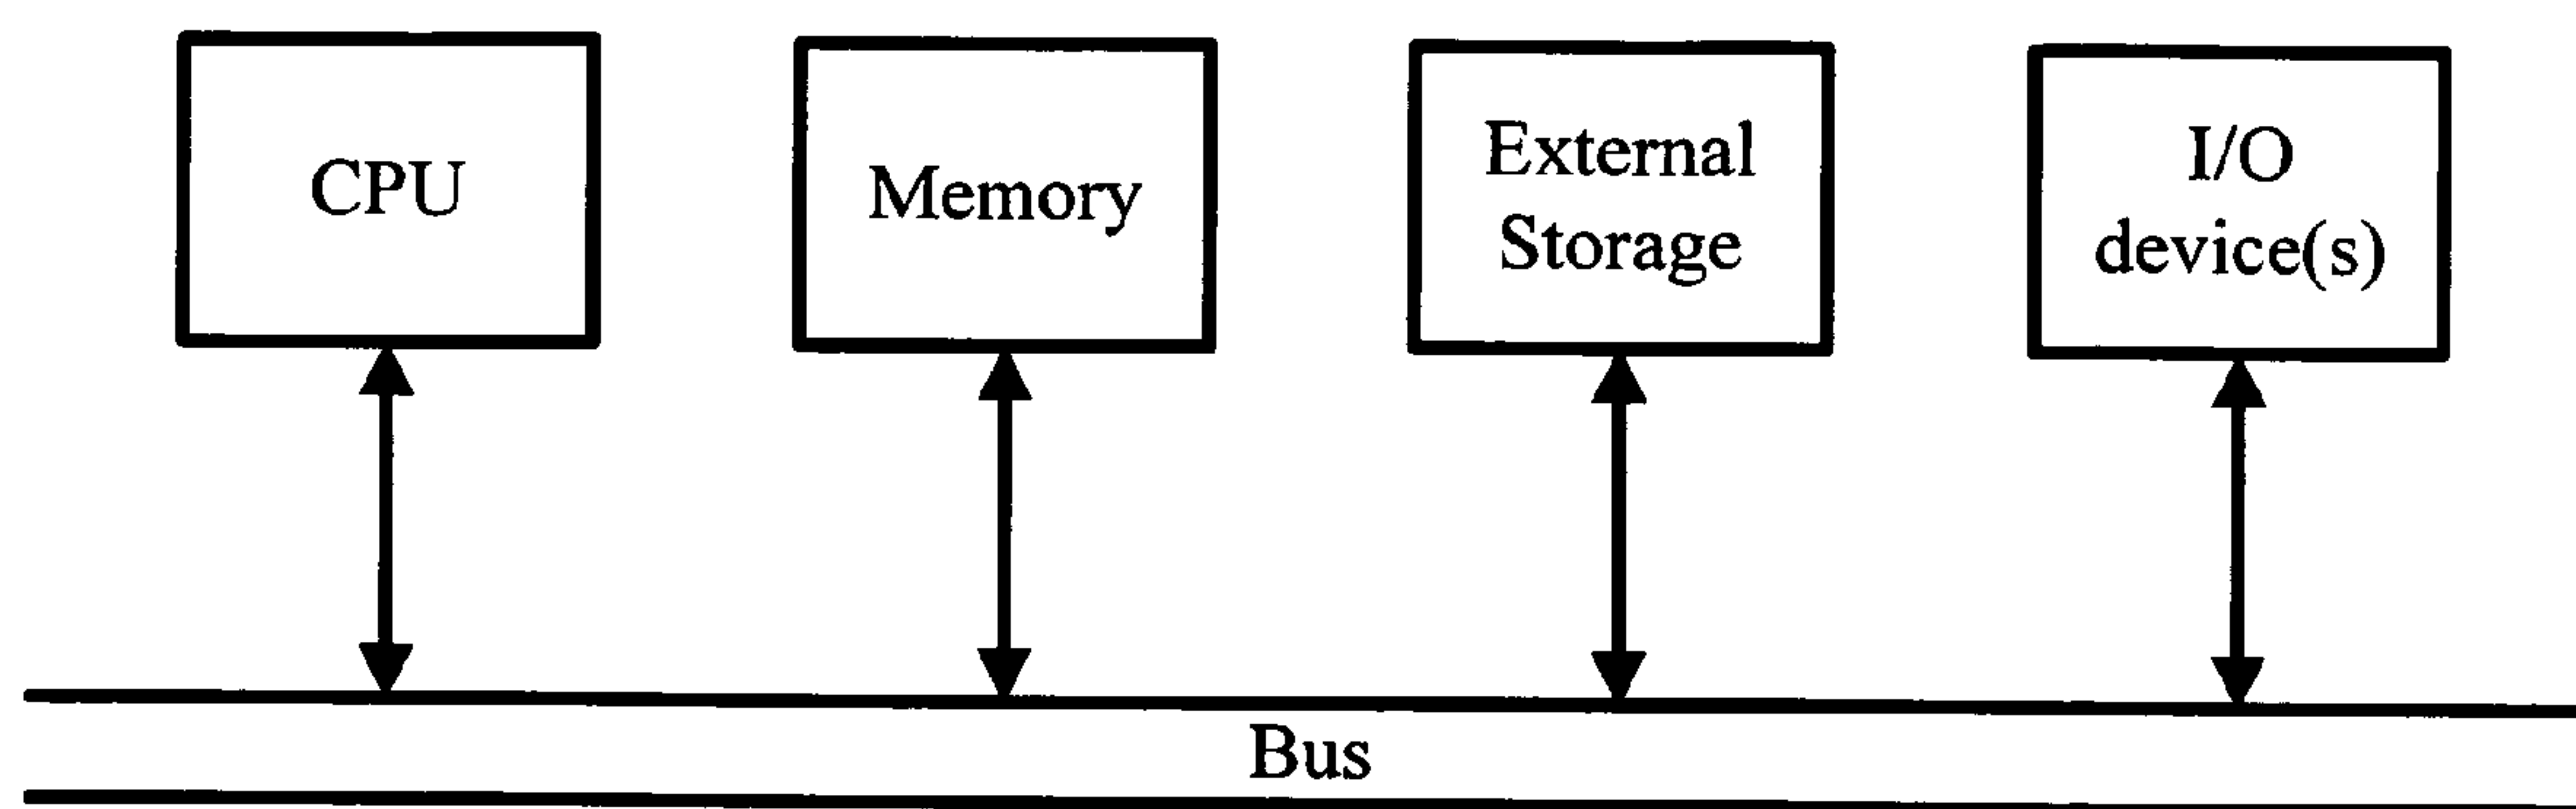 CPU
Memory
External
Storage
I/O
device(s)
Bus